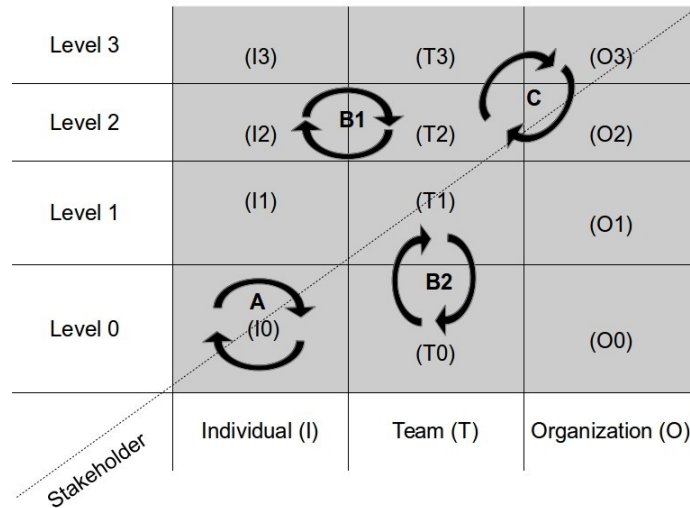 Level 3
(I3)
(T3)
(O3)
C
Level 2
(I2)
B1
(T2)
(O2)
Level 1
(I1)
(T1)
(O1)
Level 0
A
(I0)
B2
(T0)
(O0)
Stakeholder
Individual (I)
Team (T)
Organization (O)